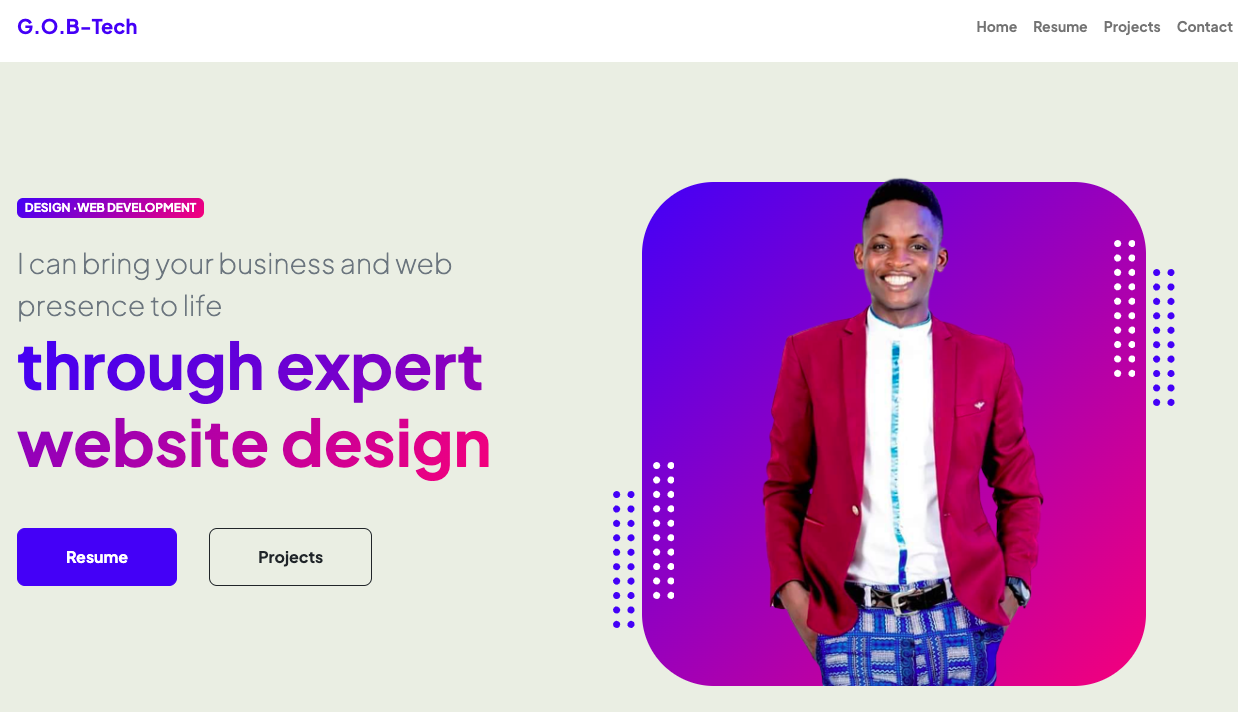 G.O.B-Tech
Home Resume Projects Contact
DESIGN ·WEB DEVELOPMENT
I can bring your business and web
presence to life
through expert
website design
Resume Projects